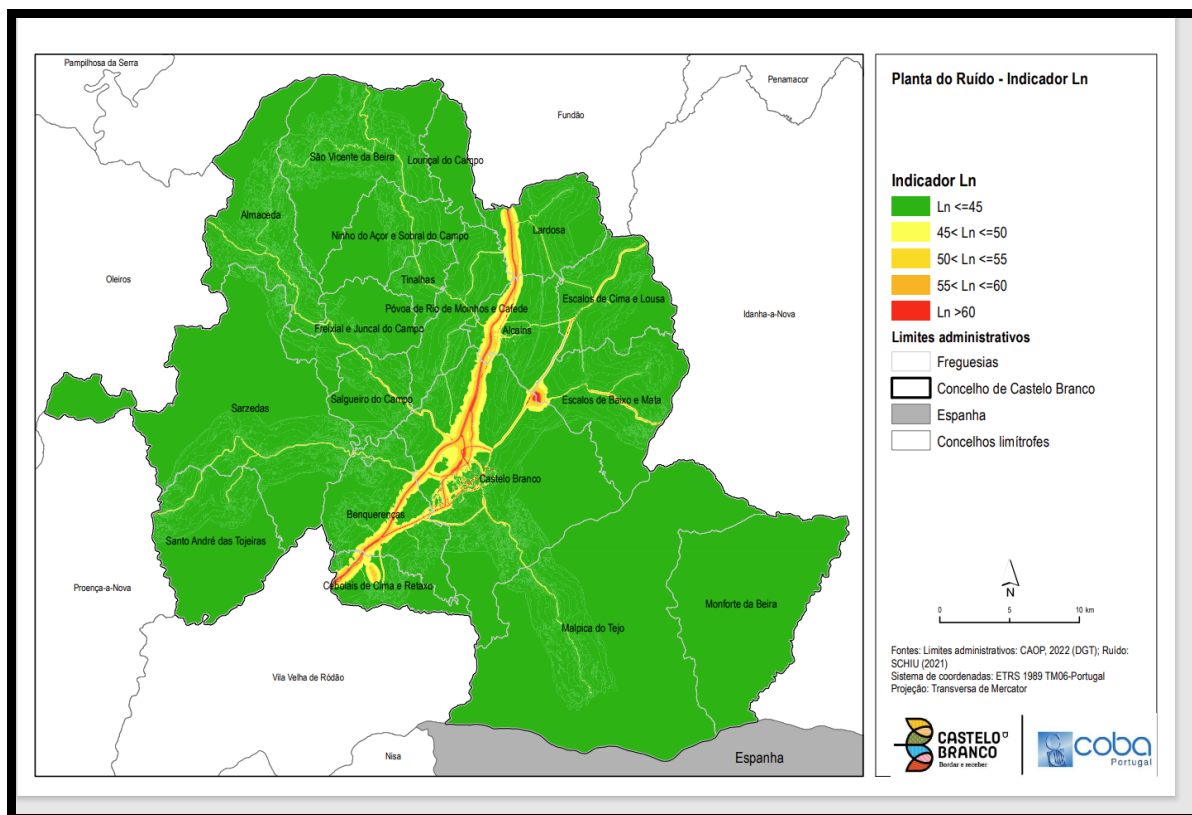 Pampilhosa da Serra
Penamacor
Fundão
São Vicente da Beira
Louriçal do Campo
Almaceda
Lardosa
Ninho do Açor e Sobral do Campo
Oleiros
Tinalhas
Escalos de Cima e Lousa
Póvoa de Rio de Moinhos e Cafede
Idanha-a-Nova
Freixial e Juncal do Campo
Alcains
Salgueiro do Campo
Escalos de Baixo e Mata
Sarzedas
Castelo Branco
Benquerenças
Santo André das Tojeiras
Cebolais de Cima e Retaxo
Proença-a-Nova
Monforte da Beira
Malpica do Tejo
Vila Velha de Ródão
Nisa
Espanha
Planta do Ruído - Indicador Ln
Indicador Ln
Ln <=45
45< Ln <=50
50< Ln <=55
55< Ln <=60
Ln >60
Limites administrativos
Freguesias
Concelho de Castelo Branco
Espanha
Concelhos limítrofes
N
0 5 10 km
Fontes: Limites administrativos: CAOP, 2022 (DGT); Ruído:
SCHIU (2021)
Sistema de coordenadas: ETRS 1989 TM06-Portugal
Projeção: Transversa de Mercator
CASTELO
BRANCO
Bordar e receber
coba
Portugal